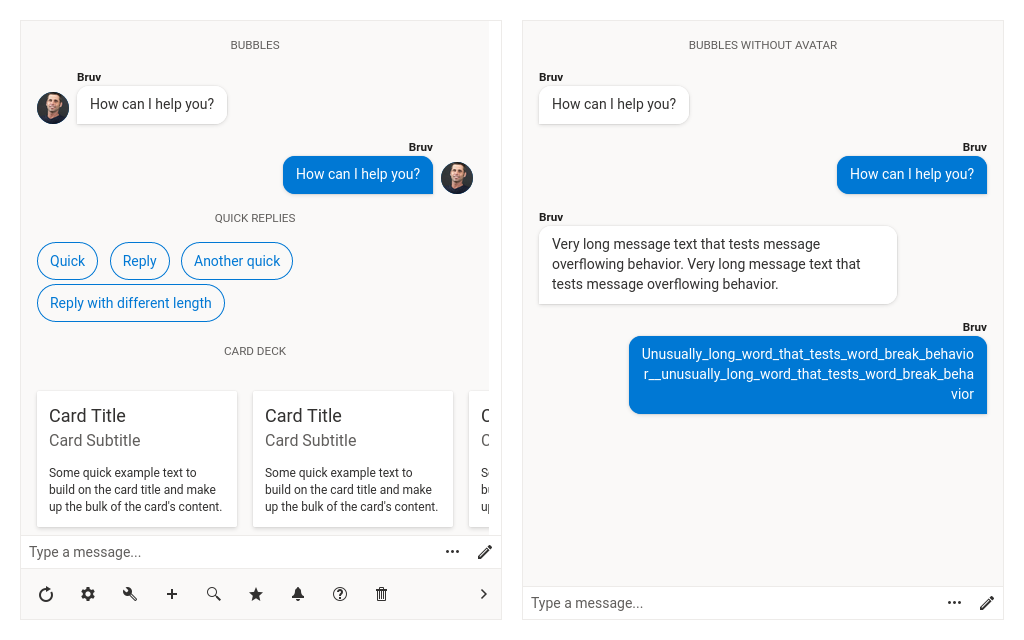 BUBBLES
Bruv
How can I help you?
Bruv
How can I help you?
QUICK REPLIES
Quick
Reply
Another quick
Reply with different length
CARD DECK
Card Title
Card Subtitle
Some quick example text to
build on the card title and make
up the bulk of the card's content.
Card Title
Card Subtitle
Some quick example text to
build on the card title and make
up the bulk of the card's content.
Type a message...
BUBBLES WITHOUT AVATAR
Bruv
How can I help you?
Bruv
How can I help you?
Bruv
Very long message text that tests message
overflowing behavior. Very long message text that
tests message overflowing behavior.
Bruv
Unusually_long_word_that_tests_word_break_behavio
r__unusually_long_word_that_tests_word_break_beha
vior
Type a message...